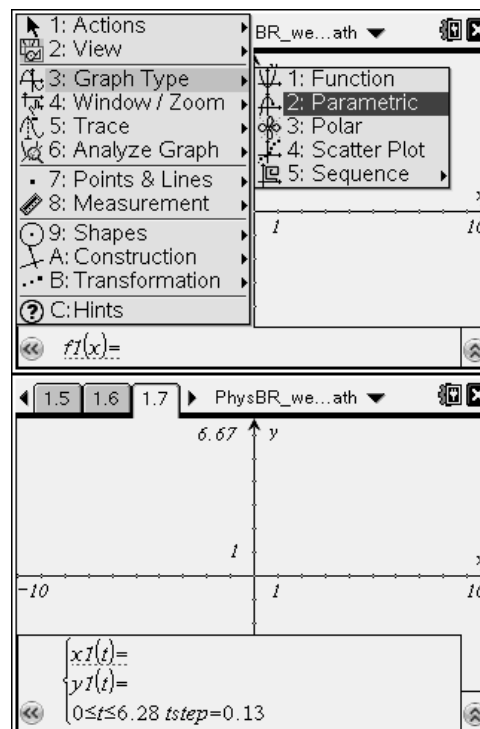 1: Actions
2: View
BR_we...ath
3: Graph Type
1: Function
4: Window / Zoom
2: Parametric
5: Trace
3: Polar
6: Analyze Graph
4: Scatter Plot
7: Points & Lines
5: Sequence
8: Measurement
x
9: Shapes
1
10
A: Construction
B: Transformation
C: Hints
f1(x)=
1.5 1.6 1.7 PhysBR_we...ath
6.67 y
1
x
-10 1 10
x1(t)=
y1(t)=
0≤t≤6.28 tstep=0.13